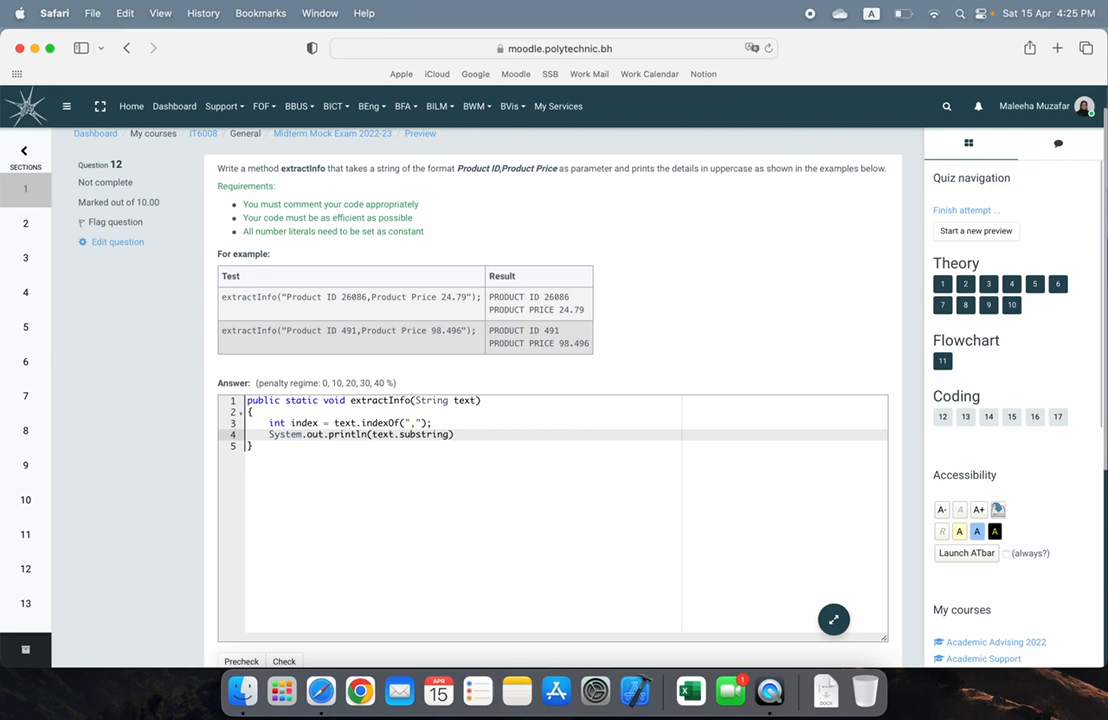 Safari File Edit View History Bookmarks Window Help A Sat 15 Apr 4:25 PM
moodle.polytechnic.bh
Apple iCloud Google Moodle SSB Work Mail Work Calendar Notion
Home Dashboard Support FOF BBUS BICT BEng BFA BILM BWM BVis My Services Maleeha Muzafar
Dashboard My courses IT6008 General Midterm Mock Exam 2022-23 Preview
SECTIONS
1
2
3
4
5
6
7
8
9
10
11
12
13
Question 12
Not complete
Marked out of 10.00
Flag question
Edit question
Write a method extractInfo that takes a string of the format Product ID,Product Price as parameter and prints the details in uppercase as shown in the examples below.
Requirements:
You must comment your code appropriately
Your code must be as efficient as possible
All number literals need to be set as constant
For example:
Test Result
extractInfo("Product ID 26086,Product Price 24.79"); PRODUCT ID 26086
PRODUCT PRICE 24.79
extractInfo("Product ID 491,Product Price 98.496"); PRODUCT ID 491
PRODUCT PRICE 98.496
Answer: (penalty regime: 0, 10, 20, 30, 40 %)
1 public static void extractInfo(String text)
2 {
3 int index = text.indexOf(",");
4 System.out.println(text.substring)
5 }
Precheck Check
Quiz navigation
Finish attempt ...
Start a new preview
Theory
1 2 3 4 5 6
7 8 9 10
Flowchart
11
Coding
12 13 14 15 16 17
Accessibility
A- A A+
R A A A
Launch ATbar (always?)
My courses
Academic Advising 2022
Academic Support
APR
15
X
1
DOCX